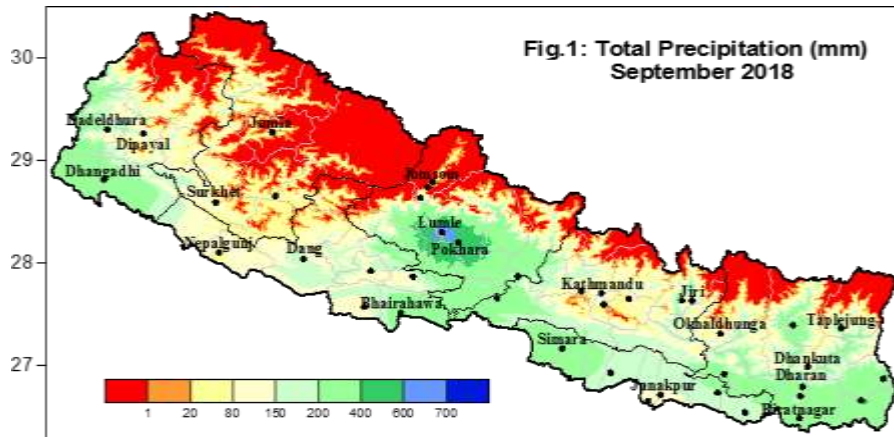 Fig.1: Total Precipitation (mm)
September 2018
30
29
28
27
Dadeldhura
Dipayal
Jumla
Dhangadhi
Surkhet
Jomsom
Lumle
Nepalgunj
Dang
Pokhara
Kathmandu
Jiri
Bhairahawa
Okhaldhunga
Taplejung
Simara
Dhankuta
Dharan
Janakpur
Biratnagar
1 20 80 150 200 400 600 700